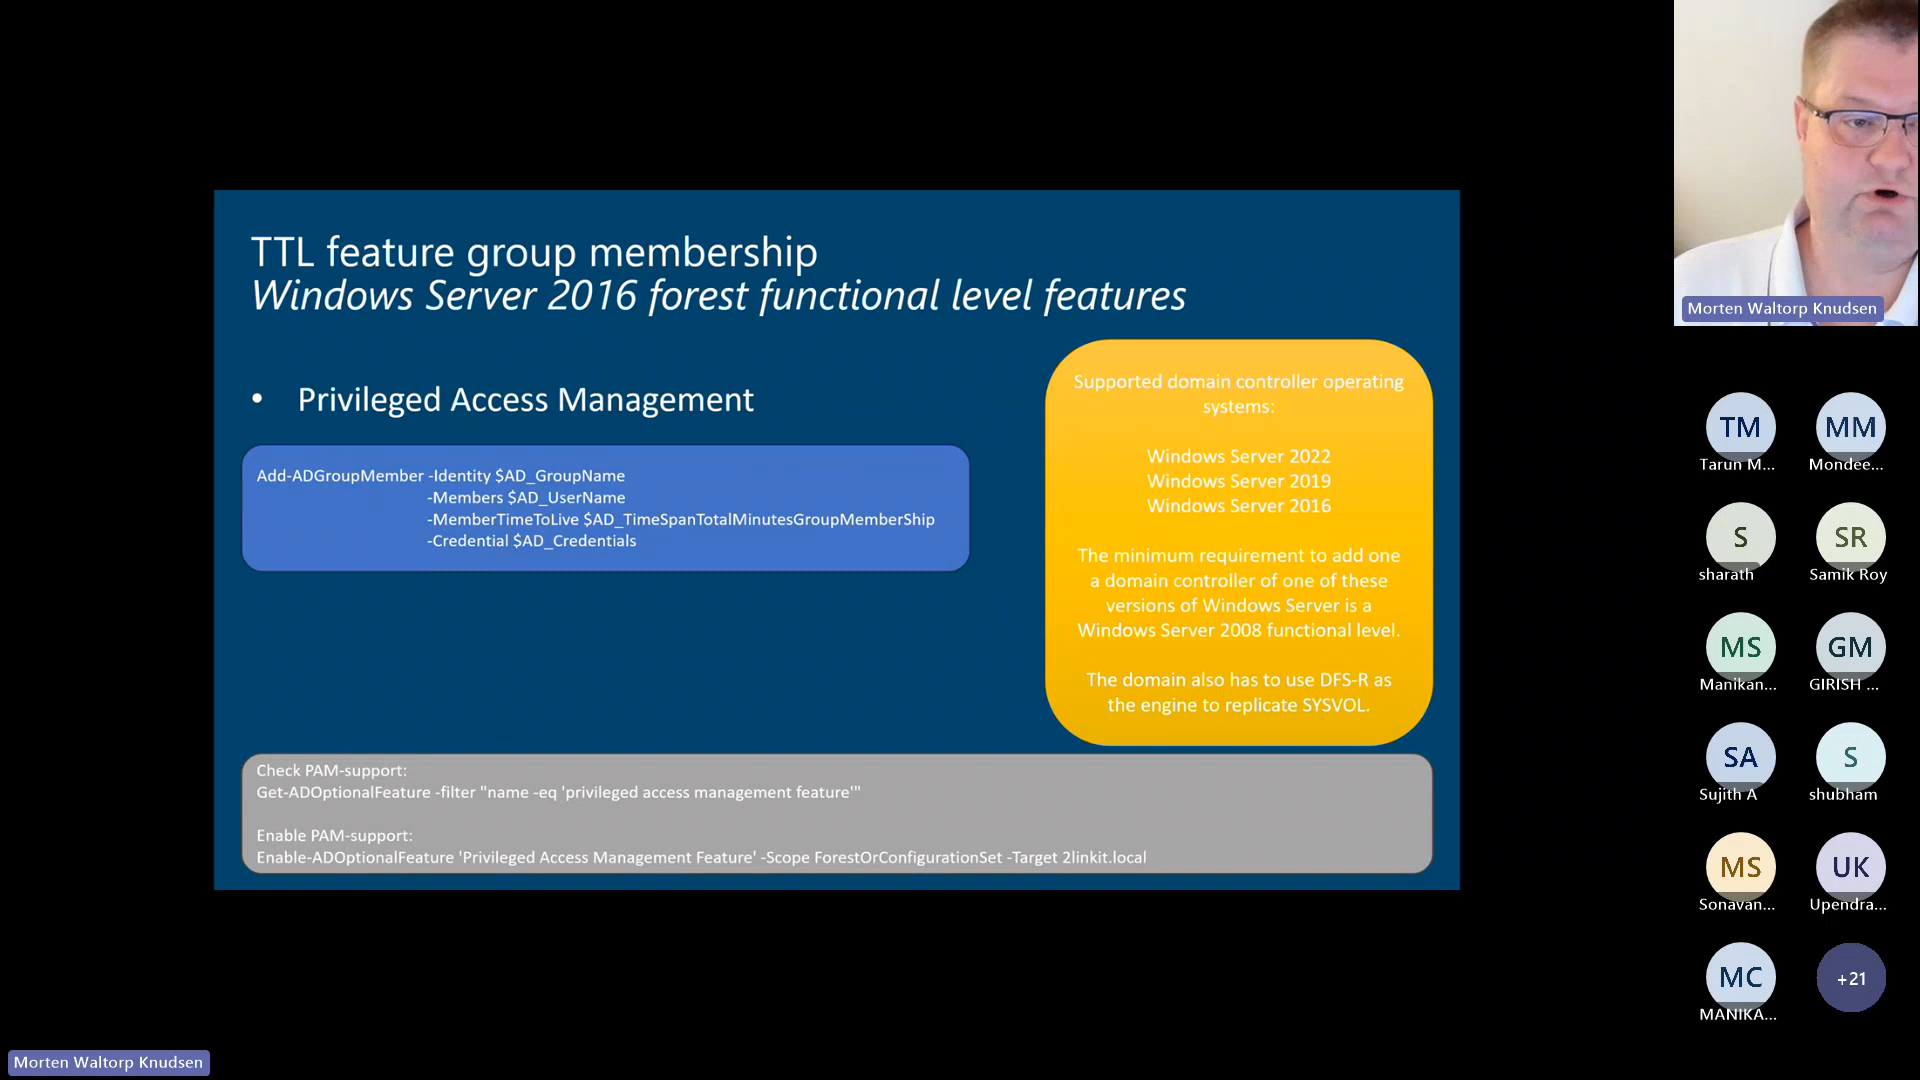 TTL feature group membership
Windows Server 2016 forest functional level features
• Privileged Access Management
Add-ADGroupMember -Identity $AD_GroupName
-Members $AD_UserName
-MemberTimeToLive $AD_TimeSpanTotalMinutesGroupMemberShip
-Credential $AD_Credentials
Supported domain controller operating
systems:
Windows Server 2022
Windows Server 2019
Windows Server 2016
The minimum requirement to add one
a domain controller of one of these
versions of Windows Server is a
Windows Server 2008 functional level.
The domain also has to use DFS-R as
the engine to replicate SYSVOL.
Check PAM-support:
Get-ADOptionalFeature -filter "name -eq 'privileged access management feature'"
Enable PAM-support:
Enable-ADOptionalFeature 'Privileged Access Management Feature' -Scope ForestOrConfigurationSet -Target 2linkit.local
Morten Waltorp Knudsen
TM
Tarun M...
MM
Mondee...
S
sharath
SR
Samik Roy
MS
Manikan...
GM
GIRISH ...
SA
Sujith A
S
shubham
MS
Sonavan...
UK
Upendra...
MC
MANIKA...
+21
Morten Waltorp Knudsen